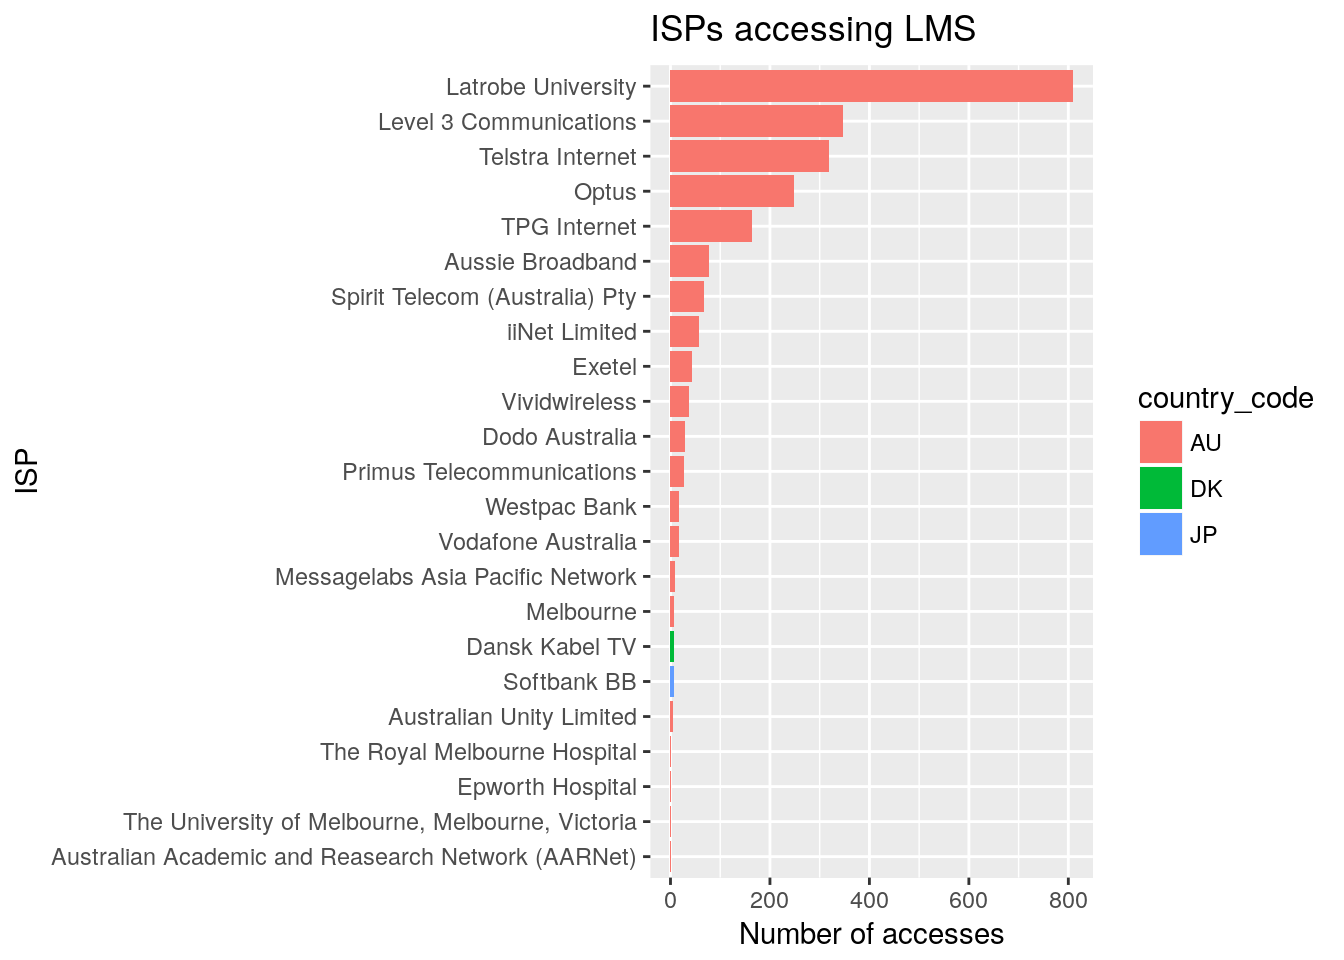 ISPs accessing LMS
Latrobe University
Level 3 Communications
Telstra Internet
Optus
TPG Internet
Aussie Broadband
Spirit Telecom (Australia) Pty
iiNet Limited
Exetel
Vividwireless
Dodo Australia
Primus Telecommunications
Westpac Bank
Vodafone Australia
Messagelabs Asia Pacific Network
Melbourne
Dansk Kabel TV
Softbank BB
Australian Unity Limited
The Royal Melbourne Hospital
Epworth Hospital
The University of Melbourne, Melbourne, Victoria
Australian Academic and Reasearch Network (AARNet)
ISP
0 200 400 600 800
Number of accesses
country_code
AU
DK
JP